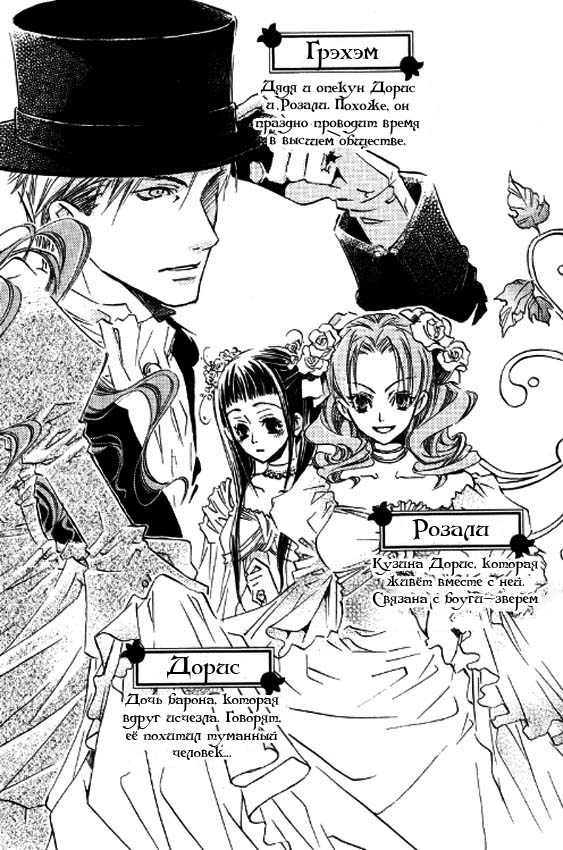 Грэхэм
Дядя и опекун Дорис
и Розали. Похоже, он
праздно проводит время
в высшем обществе.
Розали
Кузина Дорис, которая
живёт вместе с ней.
Связана с боуги-зверем
Дорис
Дочь барона, которая
вдруг исчезла. Говорят,
её похитил туманный
человек...